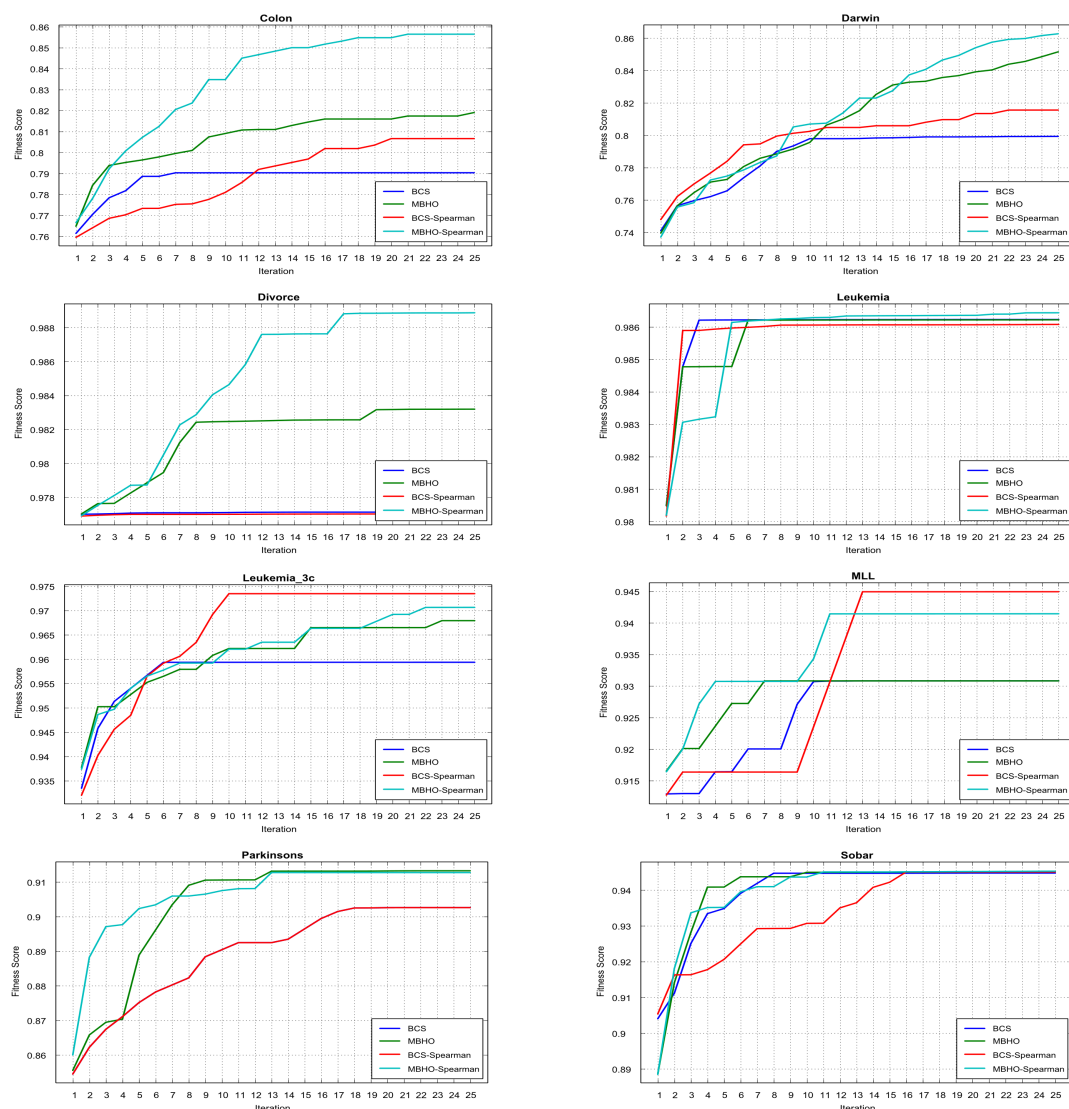 Colon
0.86
0.85
0.84
0.83
0.82
0.81
0.8
0.79
0.78
0.77
0.76
Fitness Score
BCS
MBHO
BCS-Spearman
MBHO-Spearman
1 2 3 4 5 6 7 8 9 10 11 12 13 14 15 16 17 18 19 20 21 22 23 24 25
Iteration
Darwin
0.86
0.84
0.82
0.8
0.78
0.76
0.74
Fitness Score
BCS
MBHO
BCS-Spearman
MBHO-Spearman
1 2 3 4 5 6 7 8 9 10 11 12 13 14 15 16 17 18 19 20 21 22 23 24 25
Iteration
Divorce
0.988
0.986
0.984
0.982
0.98
0.978
Fitness Score
BCS
MBHO
BCS-Spearman
MBHO-Spearman
1 2 3 4 5 6 7 8 9 10 11 12 13 14 15 16 17 18 19 20 21 22 23 24 25
Iteration
Leukemia
0.986
0.985
0.984
0.983
0.982
0.981
0.98
Fitness Score
BCS
MBHO
BCS-Spearman
MBHO-Spearman
1 2 3 4 5 6 7 8 9 10 11 12 13 14 15 16 17 18 19 20 21 22 23 24 25
Iteration
Leukemia_3c
0.975
0.97
0.965
0.96
0.955
0.95
0.945
0.94
0.935
Fitness Score
BCS
MBHO
BCS-Spearman
MBHO-Spearman
1 2 3 4 5 6 7 8 9 10 11 12 13 14 15 16 17 18 19 20 21 22 23 24 25
Iteration
MLL
0.945
0.94
0.935
0.93
0.925
0.92
0.915
Fitness Score
BCS
MBHO
BCS-Spearman
MBHO-Spearman
1 2 3 4 5 6 7 8 9 10 11 12 13 14 15 16 17 18 19 20 21 22 23 24 25
Iteration
Parkinsons
0.91
0.9
0.89
0.88
0.87
0.86
Fitness Score
BCS
MBHO
BCS-Spearman
MBHO-Spearman
1 2 3 4 5 6 7 8 9 10 11 12 13 14 15 16 17 18 19 20 21 22 23 24 25
Iteration
Sobar
0.94
0.93
0.92
0.91
0.9
0.89
Fitness Score
BCS
MBHO
BCS-Spearman
MBHO-Spearman
1 2 3 4 5 6 7 8 9 10 11 12 13 14 15 16 17 18 19 20 21 22 23 24 25
Iteration